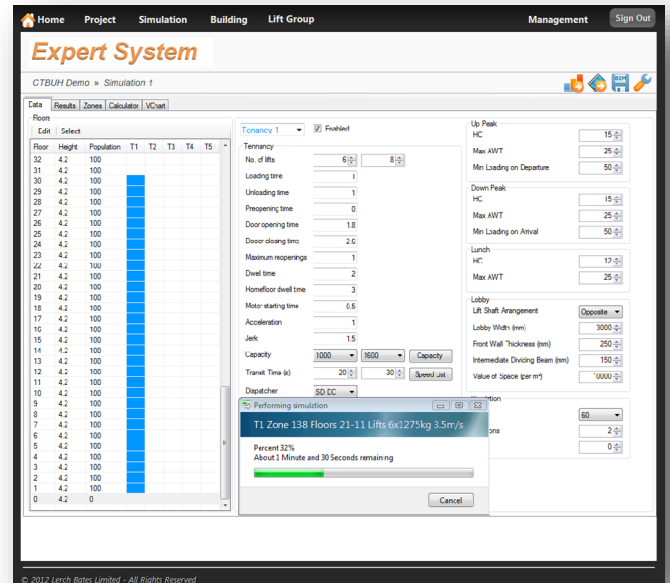 Home Project Simulation Building Lift Group Management Sign Out
Expert System
CTBUH Demo » Simulation 1
BIM
Data Results Zones Calculator VChart
Floors
Edit Select
Floor Height Population T1 T2 T3 T4 T5
32 4.2 100
31 4.2 100
30 4.2 100
29 4.2 100
28 4.2 100
27 4.2 100
26 4.2 100
25 4.2 100
24 4.2 100
23 4.2 100
22 4.2 100
21 4.2 100
20 4.2 100
19 4.2 100
18 4.2 100
17 4.2 100
16 4.2 100
15 4.2 100
14 4.2 100
13 4.2 100
12 4.2 100
11 4.2 100
10 4.2 100
9 4.2 100
8 4.2 100
7 4.2 100
6 4.2 100
5 4.2 100
4 4.2 100
3 4.2 100
2 4.2 100
1 4.2 100
0 4.2 0
Tenancy 1 Enabled
Tennancy
No. of lifts 6 8
Loading time 1
Unloading time 1
Preopening time 0
Door opening time 1.8
Dooor closing time 2.6
Maximum reopenings 1
Dwel time 2
Homefloor dwell time 3
Motor starting time 0.5
Acceleration 1
Jerk 1.5
Capacity 1000 1600 Capacity
Transit Time (s) 20 30 Speed List
Dispatcher SD DC
Up Peak
HC 15
Max AWT 25
Min Loading on Departure 50
Down Peak
HC 15
Max AWT 25
Min Loading on Arrival 50
Lunch
HC 12
Max AWT 25
Lobby
Lift Shaft Arrangement Opposite
Lobby Width (mm) 3000
Front Wall Thickness (mm) 250
Intermediate Dividing Beam (mm) 150
Value of Space (per m²) 10000
60
2
0
Performing simulation
T1 Zone 138 Floors 21-11 Lifts 6x1275kg 3.5m/s
Percent 32%
About 1 Minute and 30 Seconds remaining
Cancel
© 2012 Lerch Bates Limited - All Rights Reserved